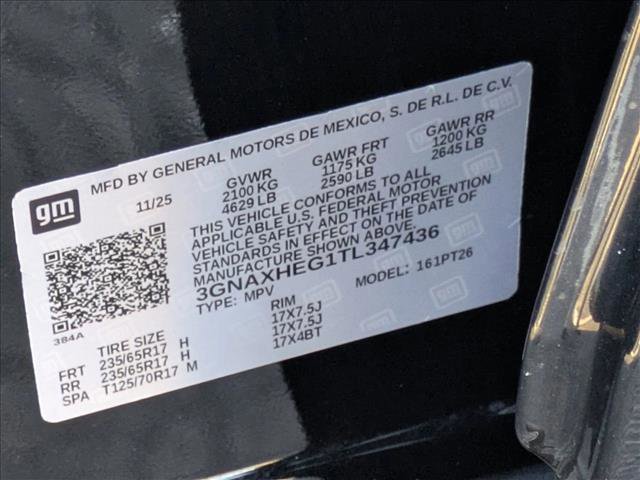 gm
MFD BY GENERAL MOTORS DE MEXICO, S. DE R.L. DE C.V.
11/25 GVWR GAWR FRT GAWR RR
2100 KG 1175 KG 1200 KG
4629 LB 2590 LB 2645 LB
THIS VEHICLE CONFORMS TO ALL
APPLICABLE U.S. FEDERAL MOTOR
VEHICLE SAFETY AND THEFT PREVENTION
STANDARDS IN EFFECT ON THE DATE OF
MANUFACTURE SHOWN ABOVE.
3GNAXHEG1TL347436
TYPE: MPV MODEL: 161PT26
384A
TIRE SIZE RIM
FRT 235/65R17 H 17X7.5J
RR 235/65R17 H 17X7.5J
SPA T125/70R17 M 17X4BT